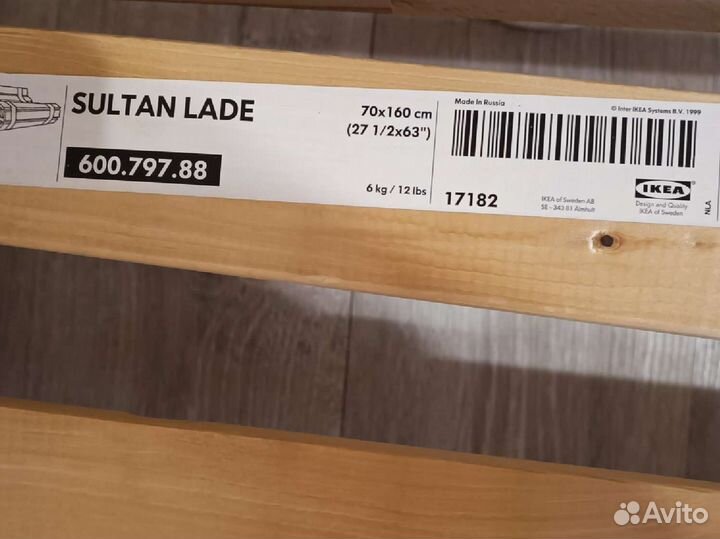 SULTAN LADE
600.797.88
70x160 cm
(27 1/2x63")
6 kg / 12 lbs
Made in Russia
© Inter IKEA Systems B.V. 1999
17182
IKEA of Sweden AB
SE - 343 81 Älmhult
IKEA
Design and Quality
IKEA of Sweden
NLA
Avito